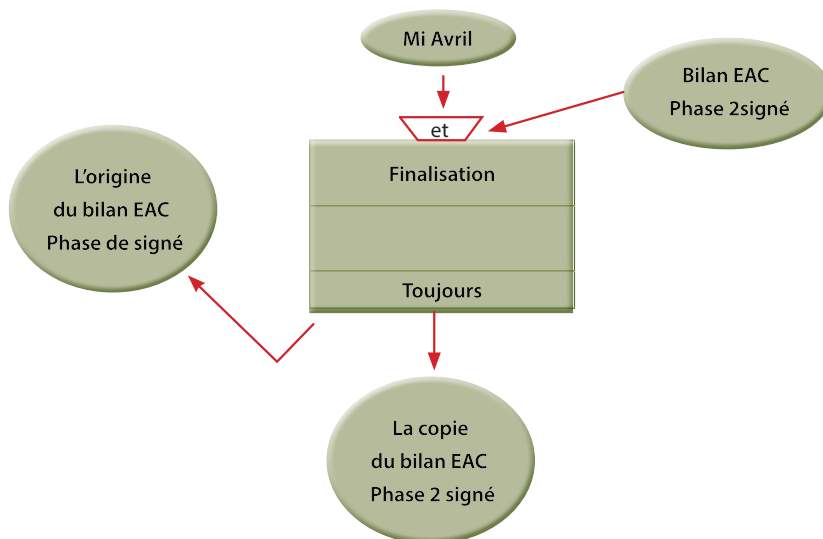 Mi Avril
Bilan EAC
Phase 2signé
et
Finalisation
L'origine
du bilan EAC
Phase de signé
Toujours
La copie
du bilan EAC
Phase 2 signé